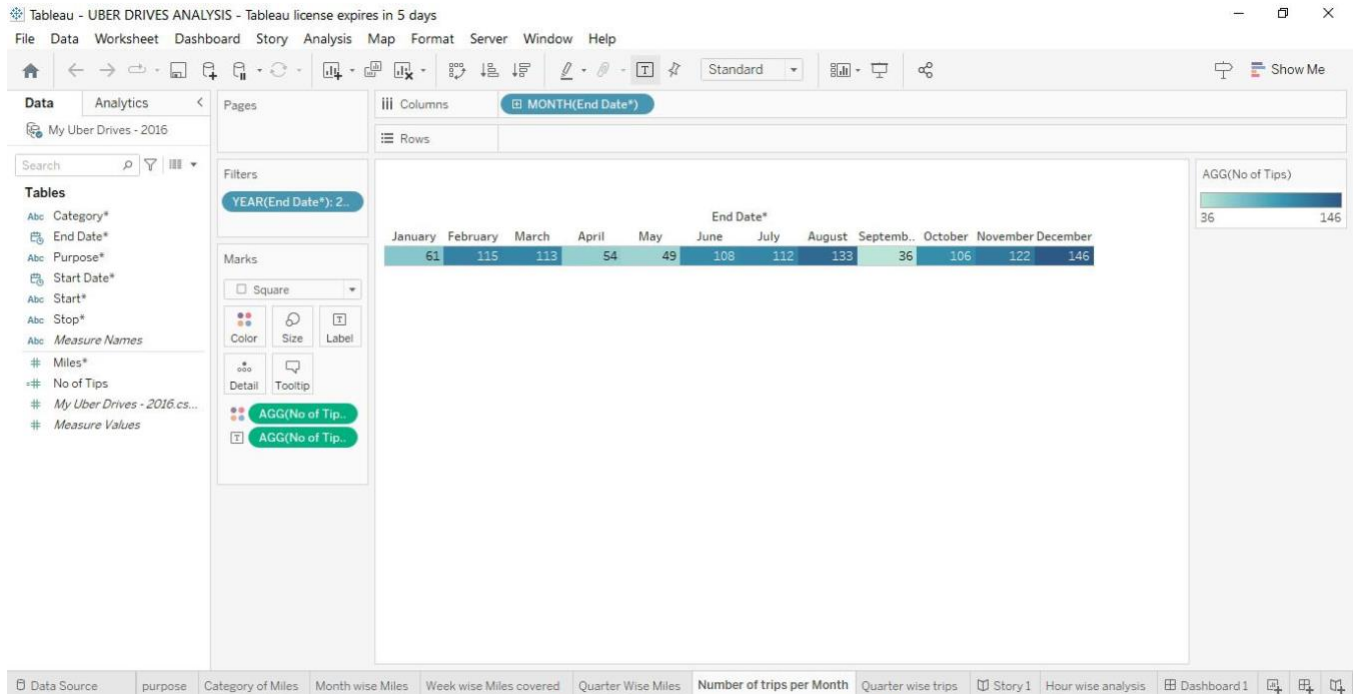 Tableau - UBER DRIVES ANALYSIS - Tableau license expires in 5 days
File Data Worksheet Dashboard Story Analysis Map Format Server Window Help
Standard
Show Me
Data Analytics
My Uber Drives - 2016
Search
Tables
Abc Category*
End Date*
Abc Purpose*
Start Date*
Abc Start*
Abc Stop*
Abc Measure Names
# Miles*
=# No of Tips
# My Uber Drives - 2016.cs...
# Measure Values
Pages
Filters
YEAR(End Date*): 2..
Marks
Square
Color Size Label
Detail Tooltip
AGG(No of Tip..
AGG(No of Tip..
iii Columns MONTH(End Date*)
Rows
End Date*
January February March April May June July August Septemb.. October November December
61 115 113 54 49 108 112 133 36 106 122 146
AGG(No of Tips)
36 146
Data Source purpose Category of Miles Month wise Miles Week wise Miles covered Quarter Wise Miles Number of trips per Month Quarter wise trips Story 1 Hour wise analysis Dashboard 1